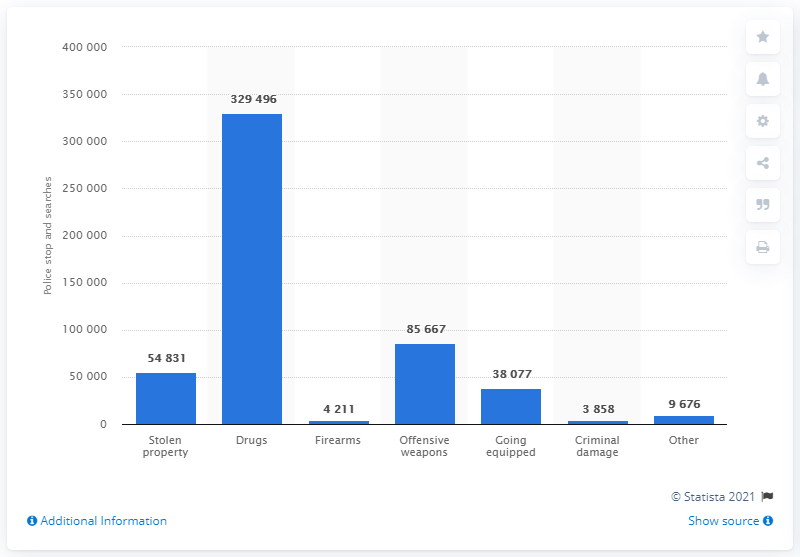 400 000
350 000
300 000
250 000
200 000
150 000
100 000
50 000
0
Police stop and searches
54 831
329 496
4 211
85 667
38 077
3 858
9 676
Stolen
property
Drugs
Firearms
Offensive
weapons
Going
equipped
Criminal
damage
Other
© Statista 2021
Additional Information
Show source